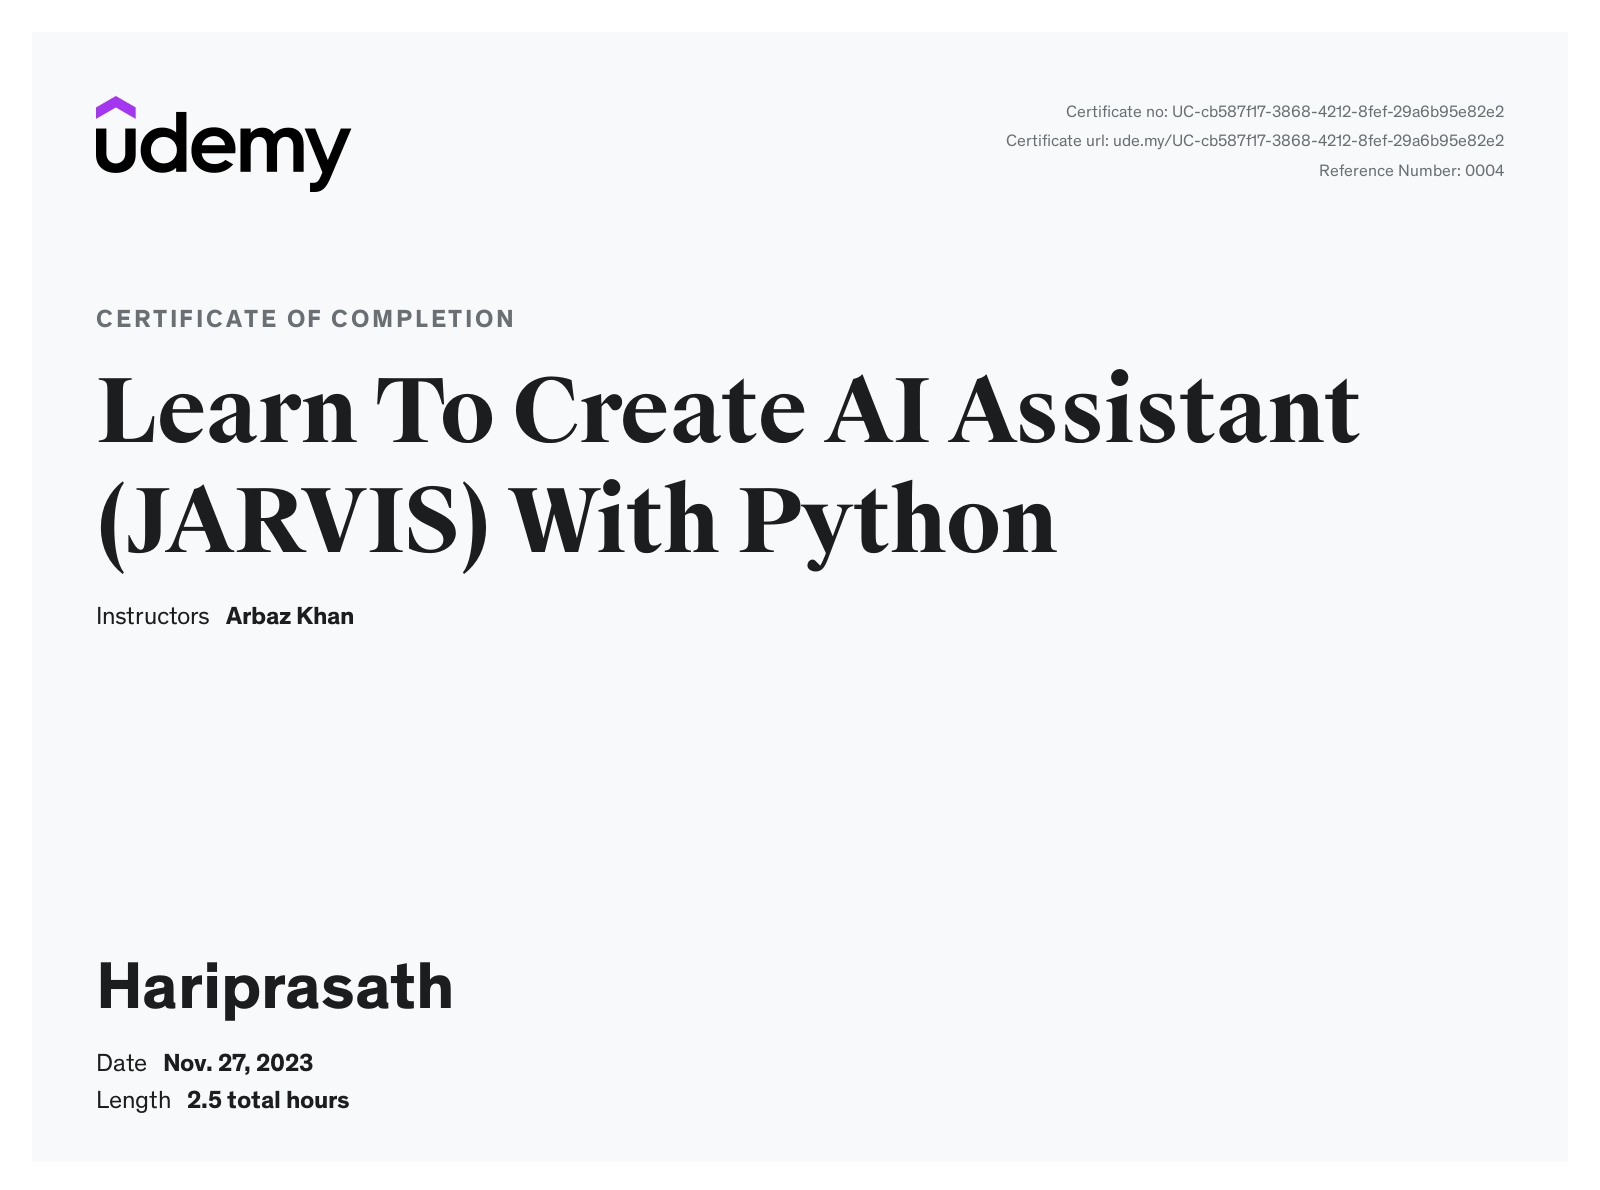 udemy
Certificate no: UC-cb587f17-3868-4212-8fef-29a6b95e82e2
Certificate url: ude.my/UC-cb587f17-3868-4212-8fef-29a6b95e82e2
Reference Number: 0004
CERTIFICATE OF COMPLETION
Learn To Create AI Assistant
(JARVIS) With Python
Instructors Arbaz Khan
Hariprasath
Date Nov. 27, 2023
Length 2.5 total hours